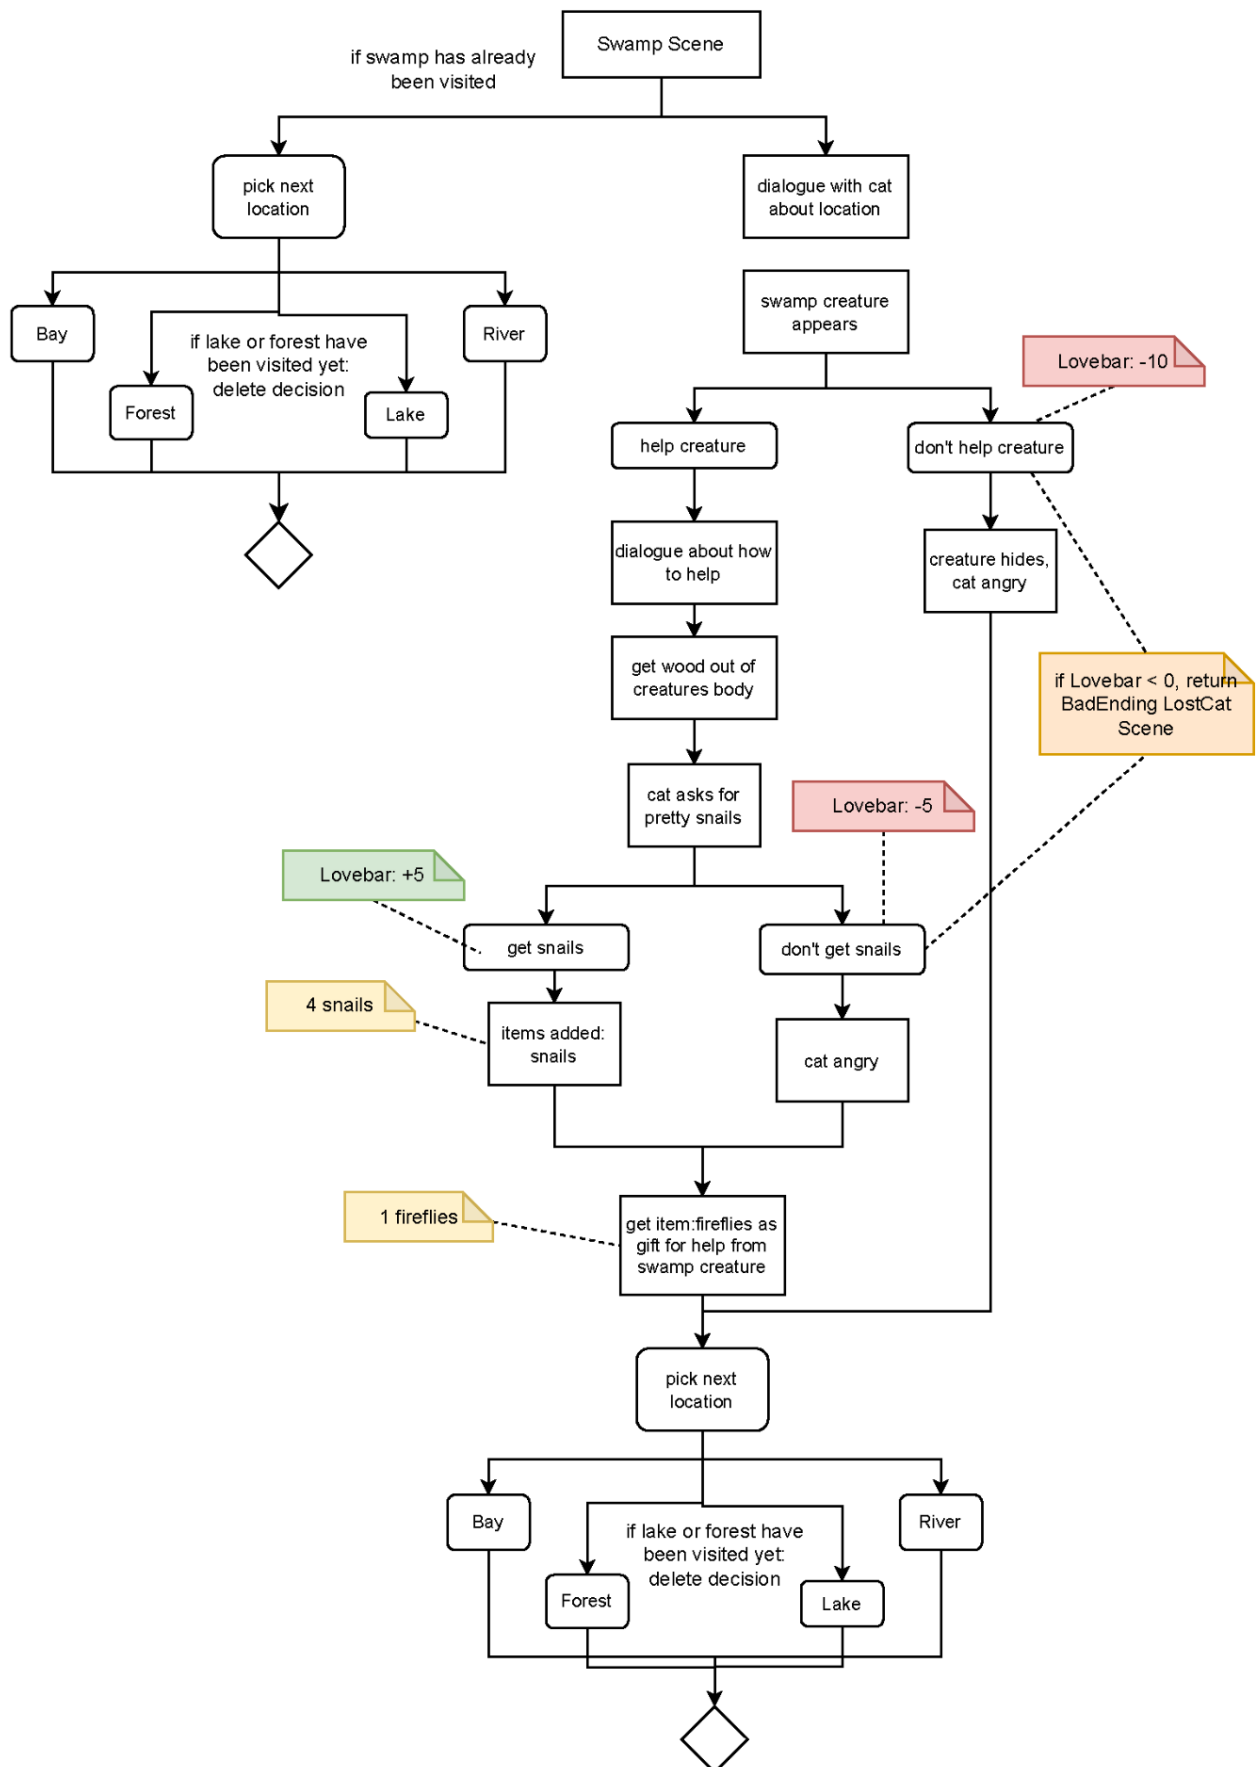 Swamp Scene
if swamp has already
been visited
pick next
location
dialogue with cat
about location
swamp creature
appears
Bay
River
if lake or forest have
been visited yet:
delete decision
Forest
Lake
Lovebar: -10
help creature
don't help creature
dialogue about how
to help
creature hides,
cat angry
get wood out of
creatures body
if Lovebar < 0, return
BadEnding LostCat
Scene
cat asks for
pretty snails
Lovebar: -5
Lovebar: +5
get snails
don't get snails
4 snails
items added:
snails
cat angry
1 fireflies
get item:fireflies as
gift for help from
swamp creature
pick next
location
Bay
River
if lake or forest have
been visited yet:
delete decision
Forest
Lake